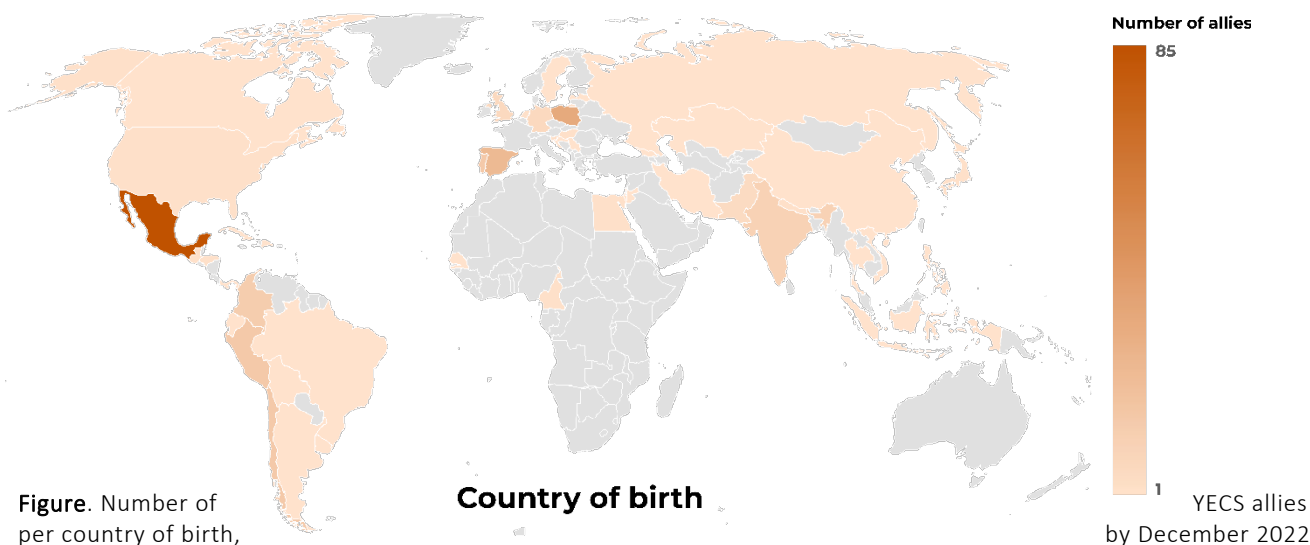 Number of allies
85
1
Country of birth
Figure. Number of YECS allies
per country of birth, by December 2022